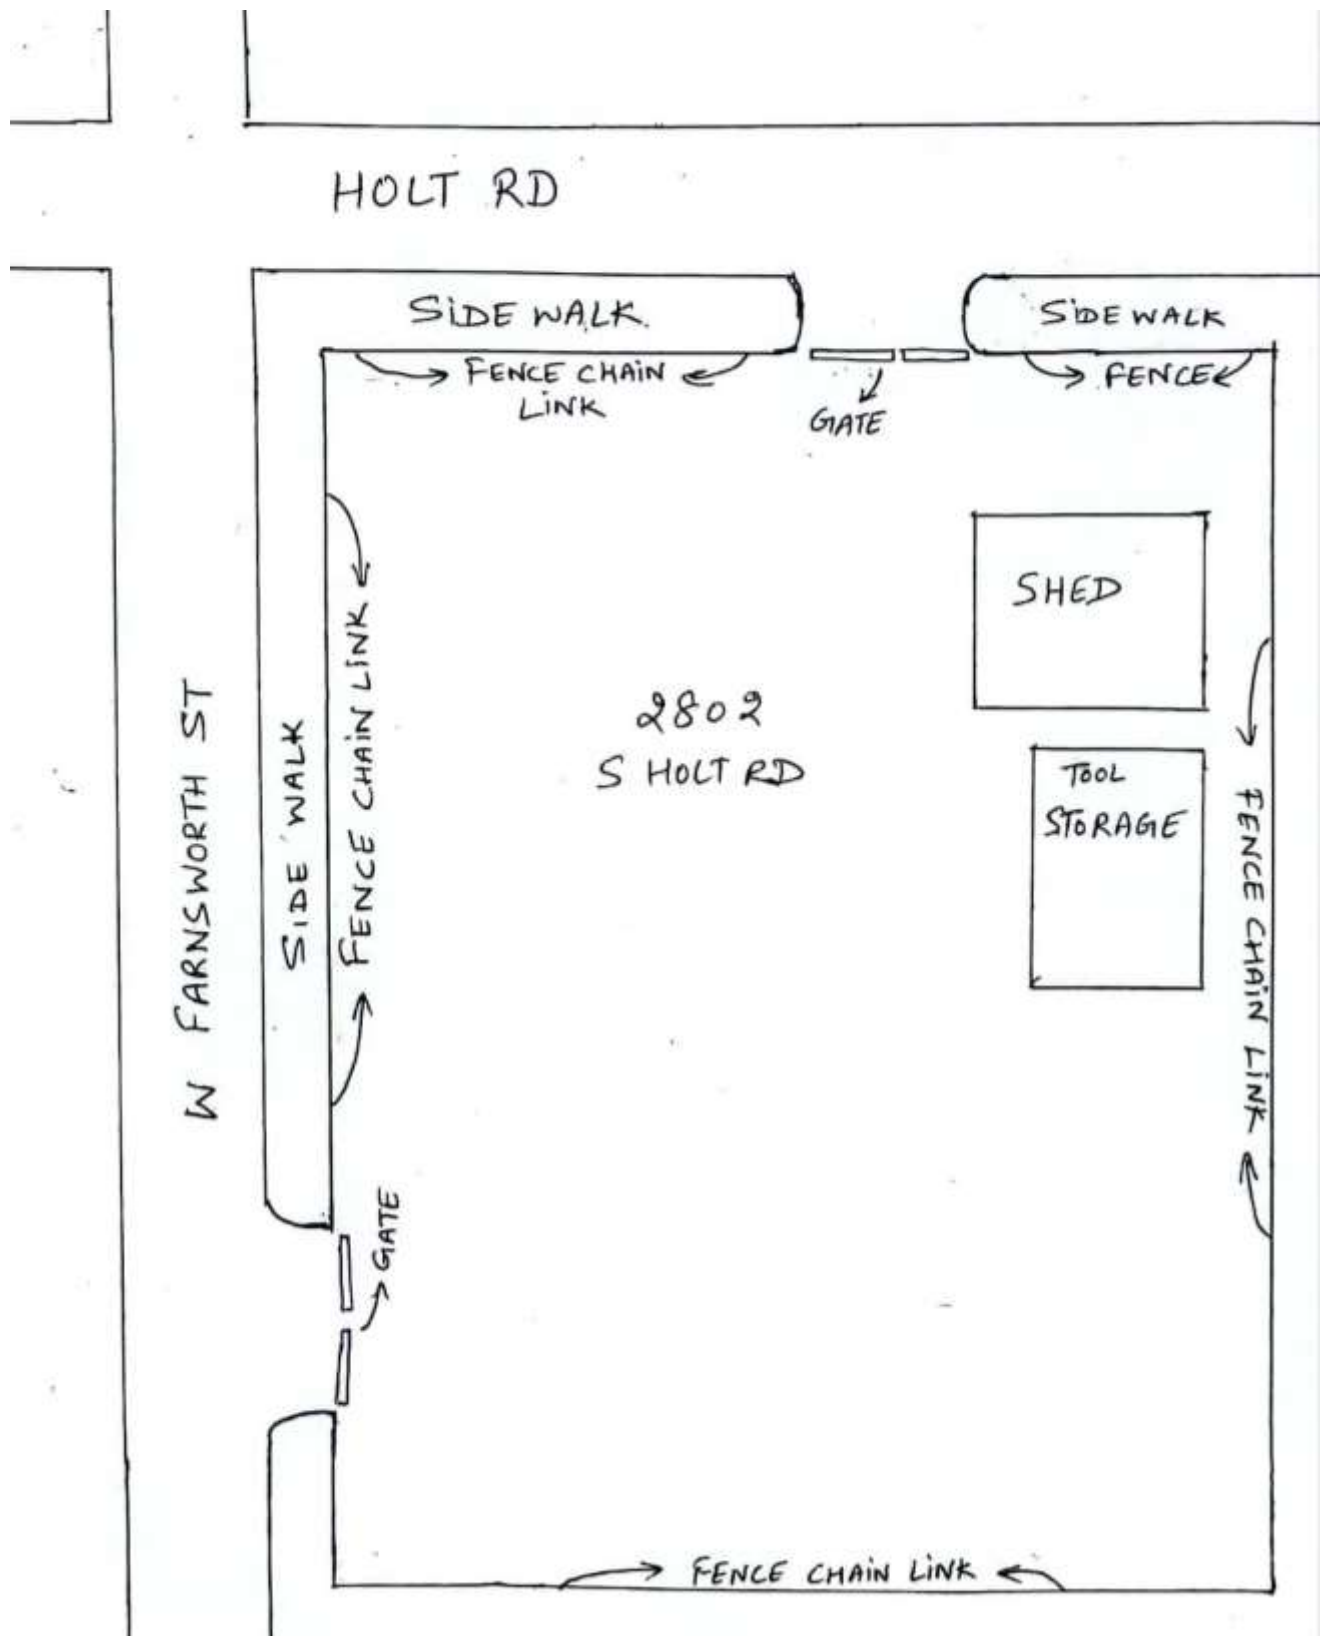 HOLT RD
SIDE WALK.
SIDE WALK
FENCE CHAIN
LINK
GATE
FENCE
SHED
FENCE CHAIN LINK
SIDE WALK
W FARNSWORTH ST
2802
S HOLT RD
TOOL
STORAGE
FENCE CHAIN LINK
GATE
FENCE CHAIN LINK